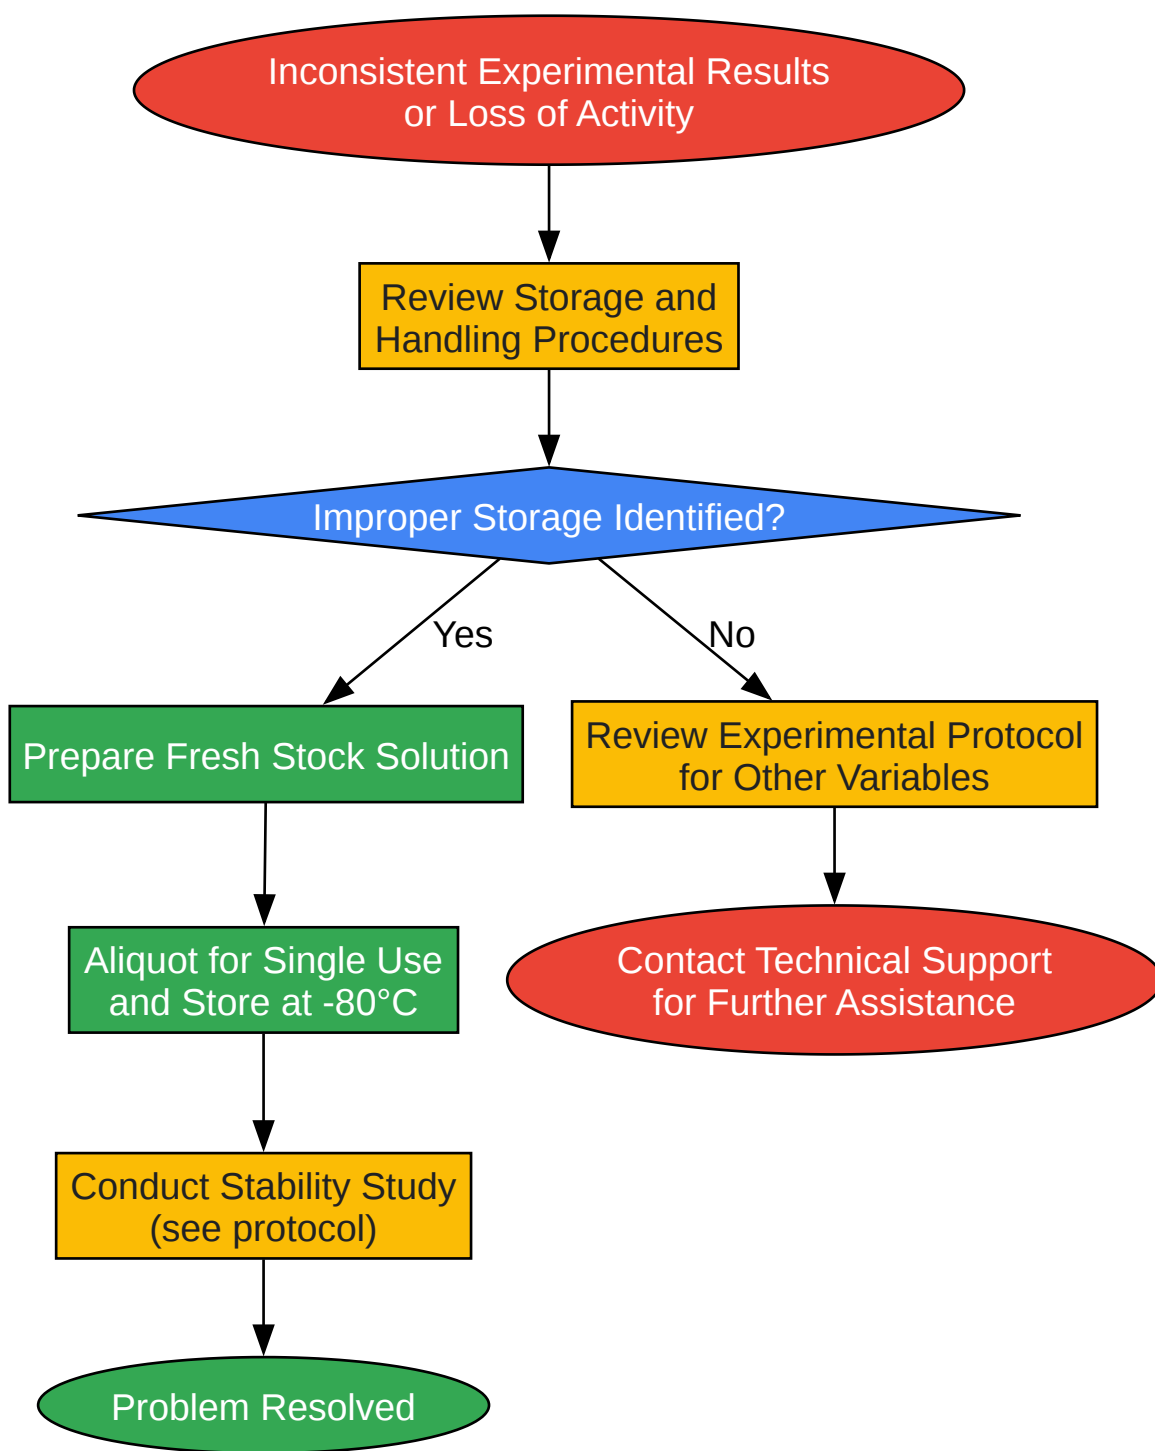 Inconsistent Experimental Results
or Loss of Activity
Review Storage and
Handling Procedures
Improper Storage Identified?
Yes
No
Prepare Fresh Stock Solution
Review Experimental Protocol
for Other Variables
Aliquot for Single Use
and Store at -80°C
Contact Technical Support
for Further Assistance
Conduct Stability Study
(see protocol)
Problem Resolved